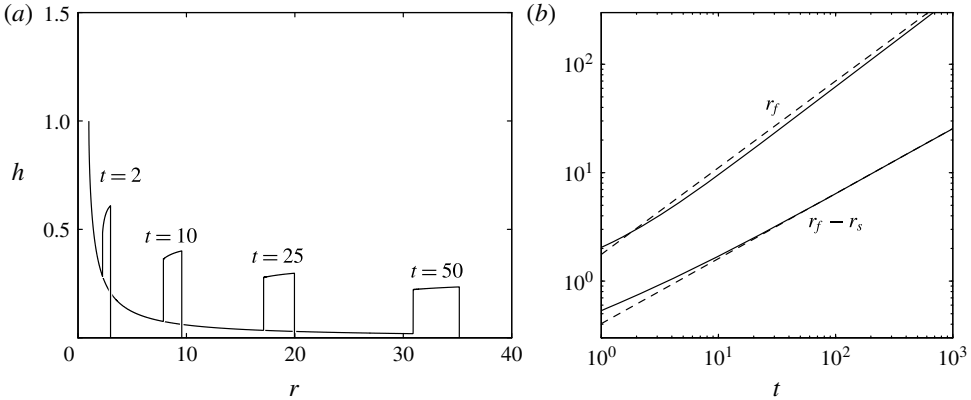 (a)
1.5
1.0
0.5
h
t = 2
t = 10
t = 25
t = 50
0 10 20 30 40
r
(b)
10^2
10^1
10^0
r_f
r_f − r_s
10^0 10^1 10^2 10^3
t